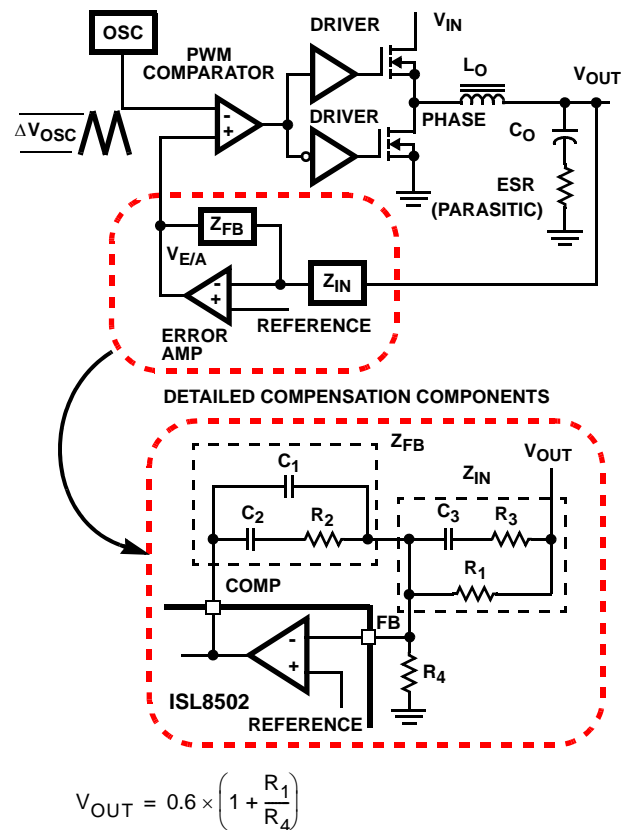 OSC
PWM
COMPARATOR
DRIVER
V_IN
L_O
V_OUT
ΔV_OSC
-
+
DRIVER
PHASE
C_O
ESR
(PARASITIC)
Z_FB
V_E/A
-
+
Z_IN
REFERENCE
ERROR
AMP
DETAILED COMPENSATION COMPONENTS
Z_FB
V_OUT
C_1
Z_IN
C_2
R_2
C_3
R_3
R_1
COMP
FB
-
+
R_4
ISL8502
REFERENCE
V_OUT = 0.6 × (1 + R_1/R_4)